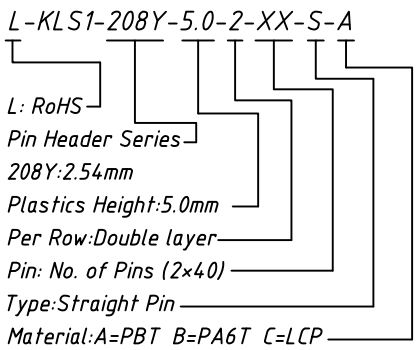 L-KLS1-208Y-5.0-2-XX-S-A
L: RoHS
Pin Header Series
208Y:2.54mm
Plastics Height:5.0mm
Per Row:Double layer
Pin: No. of Pins (2×40)
Type:Straight Pin
Material:A=PBT B=PA6T C=LCP